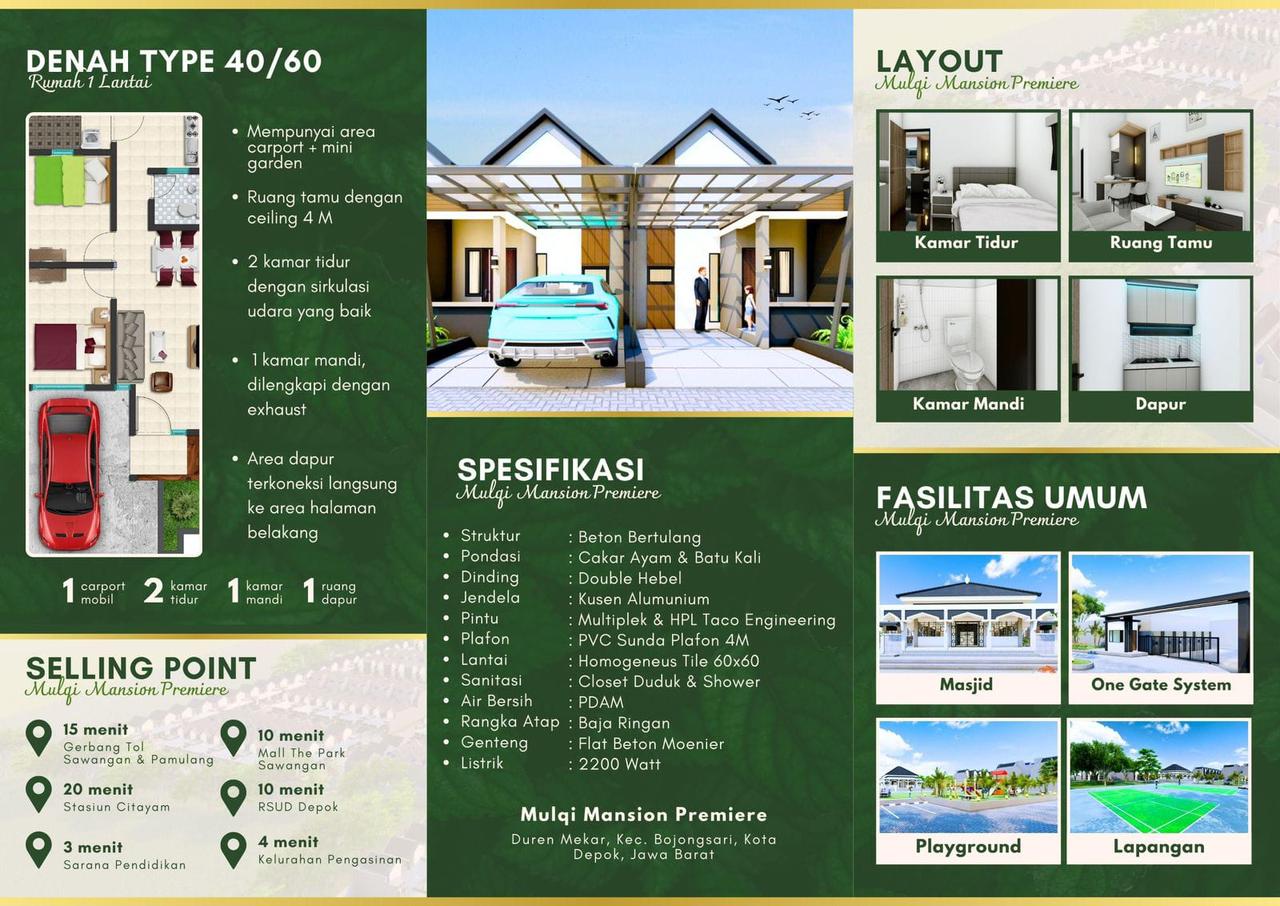 DENAH TYPE 40/60
Rumah 1 Lantai
• Mempunyai area
carport + mini
garden
• Ruang tamu dengan
ceiling 4 M
• 2 kamar tidur
dengan sirkulasi
udara yang baik
• 1 kamar mandi,
dilengkapi dengan
exhaust
• Area dapur
terkoneksi langsung
ke area halaman
belakang
1 carport
mobil
2 kamar
tidur
1 kamar
mandi
1 ruang
dapur
SELLING POINT
Mulqi Mansion Premiere
15 menit
Gerbang Tol
Sawangan & Pamulang
20 menit
Stasiun Citayam
3 menit
Sarana Pendidikan
10 menit
Mall The Park
Sawangan
10 menit
RSUD Depok
4 menit
Kelurahan Pengasinan
SPESIFIKASI
Mulqi Mansion Premiere
• Struktur : Beton Bertulang
• Pondasi : Cakar Ayam & Batu Kali
• Dinding : Double Hebel
• Jendela : Kusen Alumunium
• Pintu : Multiplek & HPL Taco Engineering
• Plafon : PVC Sunda Plafon 4M
• Lantai : Homogeneus Tile 60x60
• Sanitasi : Closet Duduk & Shower
• Air Bersih : PDAM
• Rangka Atap : Baja Ringan
• Genteng : Flat Beton Moenier
• Listrik : 2200 Watt
Mulqi Mansion Premiere
Duren Mekar, Kec. Bojongsari, Kota
Depok, Jawa Barat
LAYOUT
Mulqi Mansion Premiere
Kamar Tidur
Ruang Tamu
Kamar Mandi
Dapur
FASILITAS UMUM
Mulqi Mansion Premiere
Masjid
One Gate System
Playground
Lapangan